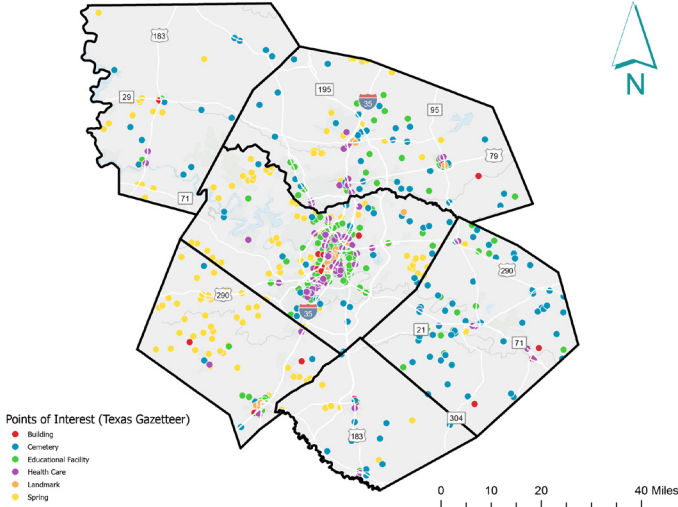 183
195
35
29
95
79
71
290
290
35
21
71
304
183
N
Points of Interest (Texas Gazetteer)
Building
Cemetery
Educational Facility
Health Care
Landmark
Spring
0 10 20 40 Miles